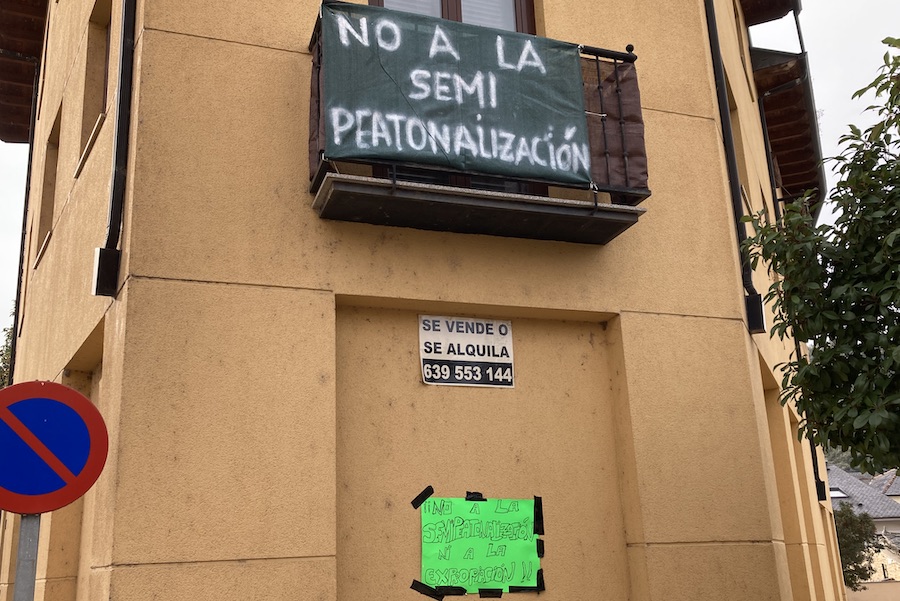 NO A LA
SEMI
PEATONALIZACIÓN
SE VENDE O
SE ALQUILA
639 553 144
¡¡NO A LA
SEMIPEATONALIZACIÓN
NI A LA
EXPROPIACIÓN !!